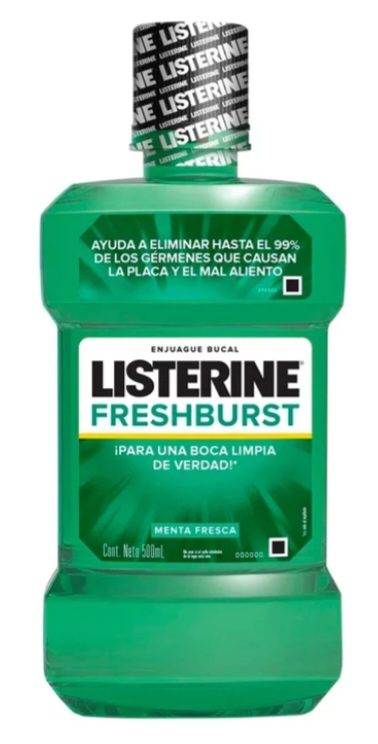 LISTERINE
LISTERINE
LISTERINE
LISTERINE
AYUDA A ELIMINAR HASTA EL 99%
DE LOS GÉRMENES QUE CAUSAN
LA PLACA Y EL MAL ALIENTO
ENJUAGUE BUCAL
LISTERINE®
FRESHBURST
¡PARA UNA BOCA LIMPIA
DE VERDAD!*
MENTA FRESCA
Cont. Neto 500mL